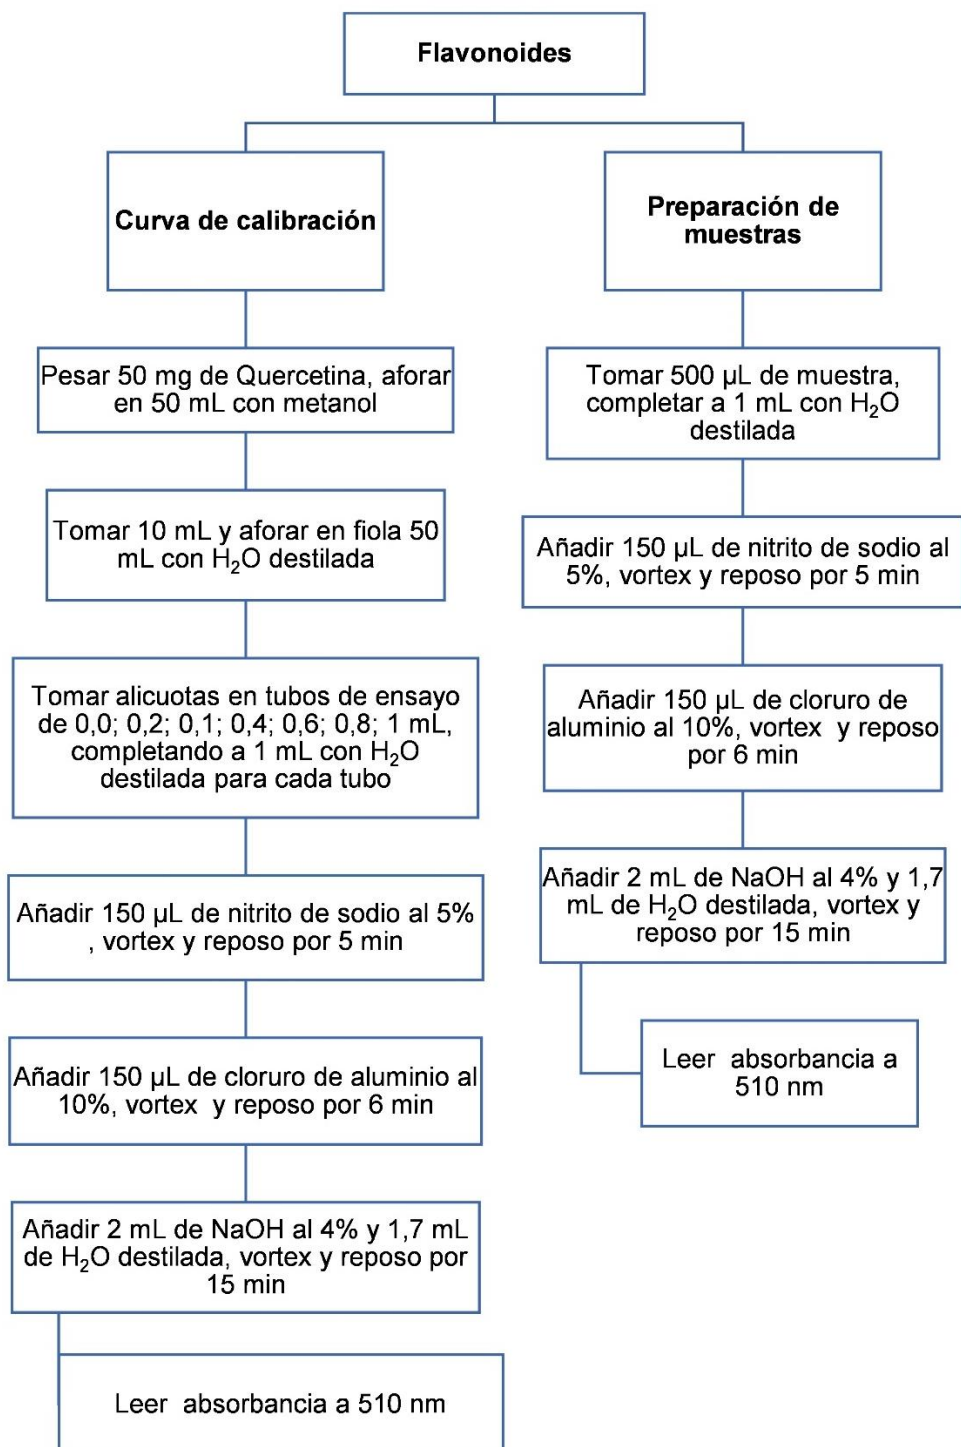 Flavonoides
Curva de calibración
Pesar 50 mg de Quercetina, aforar
en 50 mL con metanol
Tomar 10 mL y aforar en fiola 50
mL con H₂O destilada
Tomar alicuotas en tubos de ensayo
de 0,0; 0,2; 0,1; 0,4; 0,6; 0,8; 1 mL,
completando a 1 mL con H₂O
destilada para cada tubo
Añadir 150 µL de nitrito de sodio al 5%
, vortex y reposo por 5 min
Añadir 150 µL de cloruro de aluminio al
10%, vortex y reposo por 6 min
Añadir 2 mL de NaOH al 4% y 1,7 mL
de H₂O destilada, vortex y reposo por
15 min
Leer absorbancia a 510 nm
Preparación de
muestras
Tomar 500 µL de muestra,
completar a 1 mL con H₂O
destilada
Añadir 150 µL de nitrito de sodio al
5%, vortex y reposo por 5 min
Añadir 150 µL de cloruro de
aluminio al 10%, vortex y reposo
por 6 min
Añadir 2 mL de NaOH al 4% y 1,7
mL de H₂O destilada, vortex y
reposo por 15 min
Leer absorbancia a
510 nm